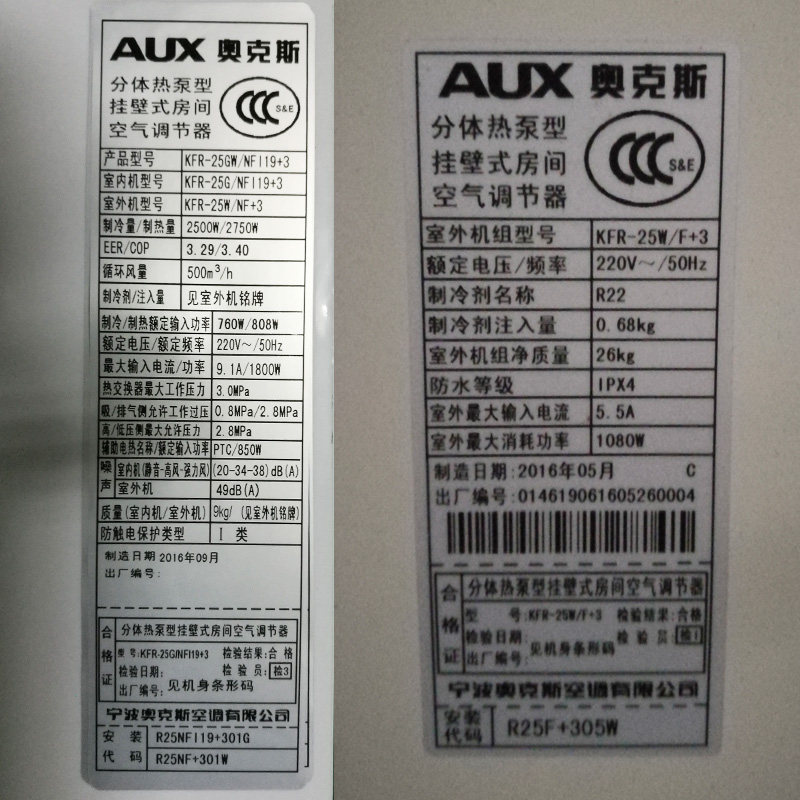 AUX 奥克斯
分体热泵型
挂壁式房间
空气调节器
S&E
产品型号 KFR-25GW/NFI19+3
室内机型号 KFR-25G/NFI19+3
室外机型号 KFR-25W/NF+3
制冷量/制热量 2500W/2750W
EER/COP 3.29/3.40
循环风量 500m³/h
制冷剂/注入量 见室外机铭牌
制冷/制热额定输入功率 760W/808W
额定电压/额定频率 220V～/50Hz
最大输入电流/功率 9.1A/1800W
热交换器最大工作压力 3.0MPa
吸/排气侧允许工作过压 0.8MPa/2.8MPa
高/低压侧最大允许压力 2.8MPa
辅助电热名称/额定输入功率 PTC/850W
噪声 室内机(静音-高风-强力风) (20-34-38)dB(A)
室外机 49dB(A)
质量(室内机/室外机) 9kg/(见室外机铭牌)
防触电保护类型 I 类
制造日期 2016年09月
出厂编号:
合格证 分体热泵型挂壁式房间空气调节器
型 号:KFR-25G/NFI19+3 检验结果:合 格
检验日期: 检 验 员:检3
出厂编号: 见机身条形码
宁波奥克斯空调有限公司
安装代码 R25NFI19+301G
R25NF+301W
AUX 奥克斯
分体热泵型
挂壁式房间
空气调节器
S&E
室外机组型号 KFR-25W/F+3
额定电压/频率 220V～/50Hz
制冷剂名称 R22
制冷剂注入量 0.68kg
室外机组净质量 26kg
防水等级 IPX4
室外最大输入电流 5.5A
室外最大消耗功率 1080W
制造日期:2016年05月 C
出厂编号:0146190616052​60004
合格证 分体热泵型挂壁式房间空气调节器
型 号:KFR-25W/F+3 检验结果:合格
检验日期: 检验员:检1
出厂编号: 见机身条形码
宁波奥克斯空调有限公司
安装代码 R25F+305W